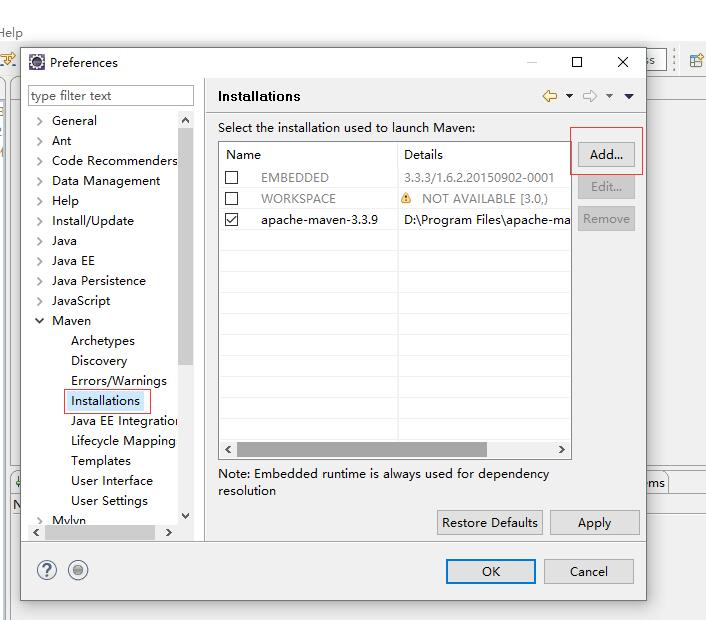 Help
Preferences
type filter text
General
Ant
Code Recommenders
Data Management
Help
Install/Update
Java
Java EE
Java Persistence
JavaScript
Maven
Archetypes
Discovery
Errors/Warnings
Installations
Java EE Integration
Lifecycle Mapping
Templates
User Interface
User Settings
Mylyn
Installations
Select the installation used to launch Maven:
Name Details
EMBEDDED 3.3.3/1.6.2.20150902-0001
WORKSPACE NOT AVAILABLE [3.0,)
apache-maven-3.3.9 D:\Program Files\apache-ma
Add...
Edit...
Remove
Note: Embedded runtime is always used for dependency
resolution
Restore Defaults Apply
OK Cancel